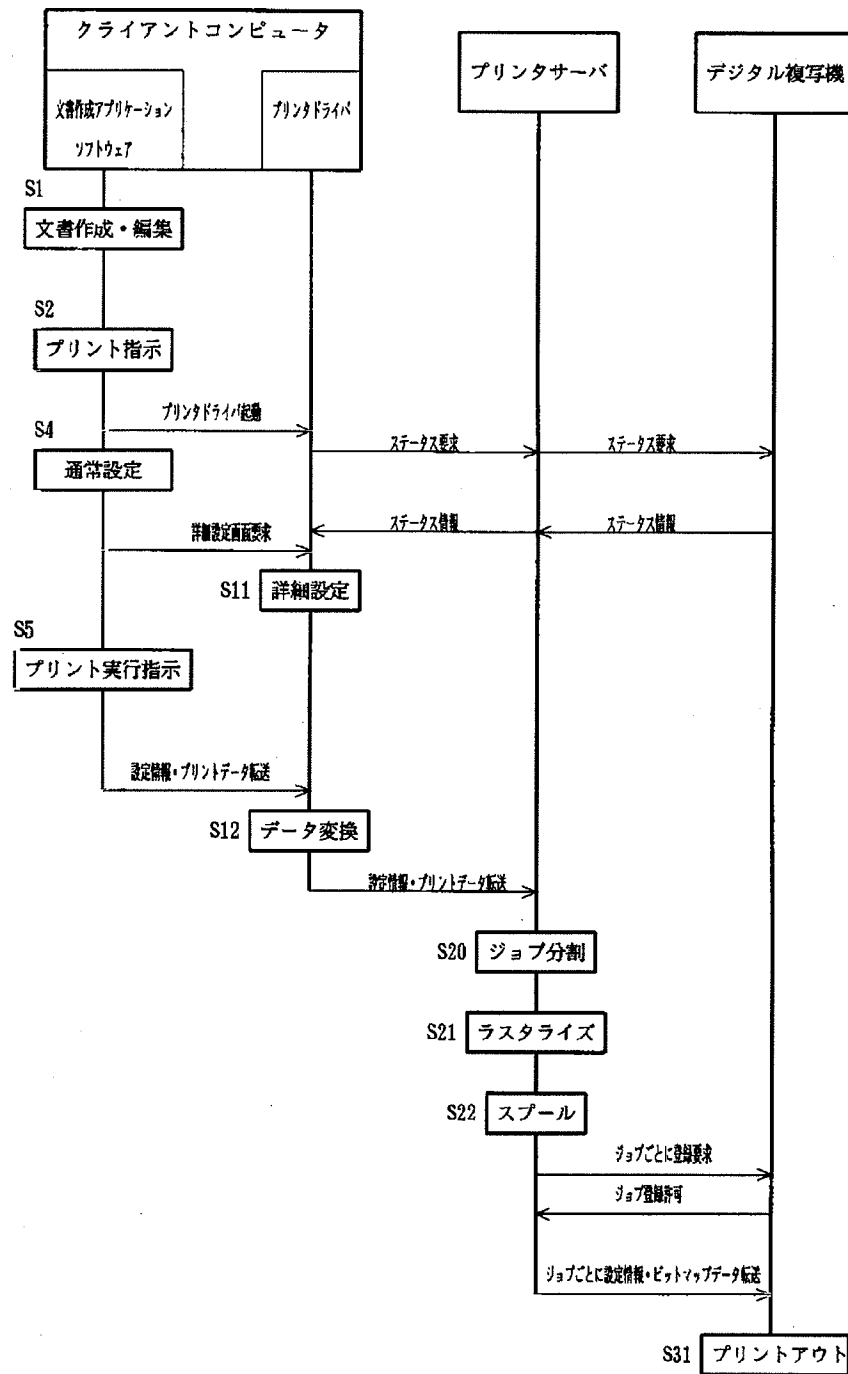 クライアントコンピュータ
文書作成アプリケーション
ソフトウェア
プリンタドライバ
プリンタサーバ
デジタル複写機
S1
文書作成・編集
S2
プリント指示
プリンタドライバ起動
S4
通常設定
ステータス要求
ステータス要求
ステータス情報
ステータス情報
詳細設定画面要求
S11
詳細設定
S5
プリント実行指示
設定情報・プリントデータ転送
S12
データ変換
設定情報・プリントデータ転送
S20
ジョブ分割
S21
ラスタライズ
S22
スプール
ジョブごとに登録要求
ジョブ登録許可
ジョブごとに設定情報・ビットマップデータ転送
S31
プリントアウト